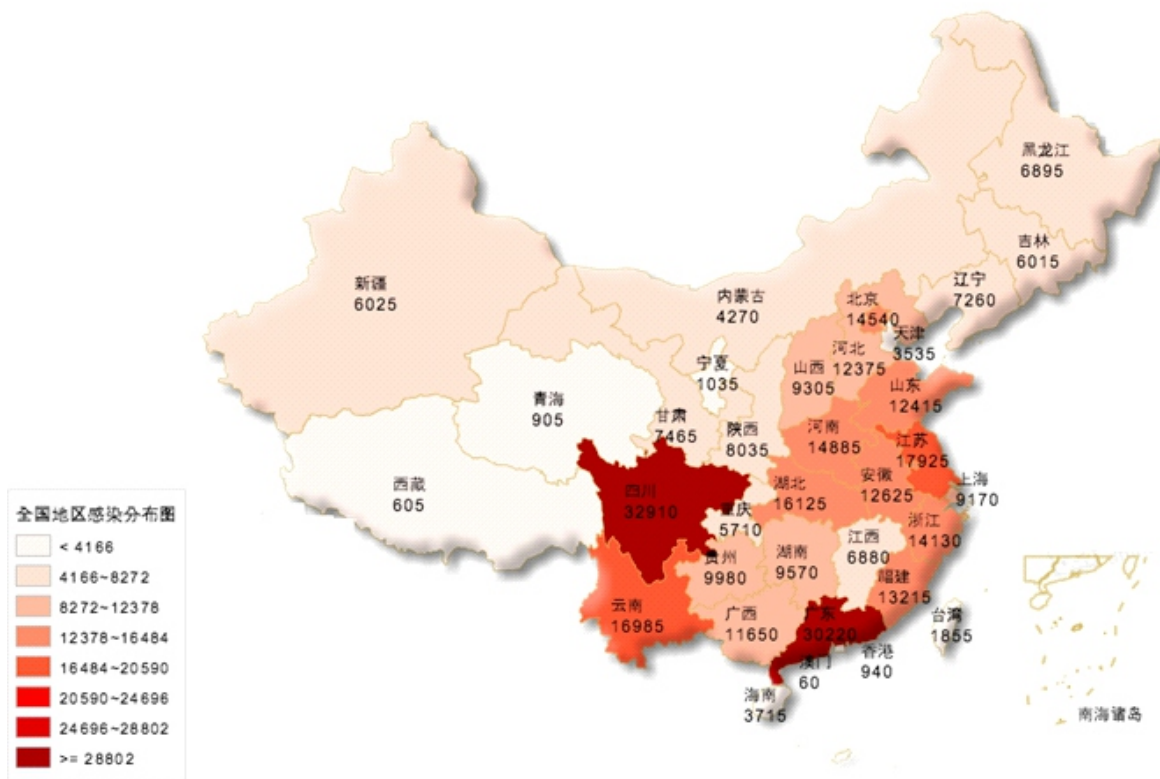 黑龙江
6895
吉林
6015
辽宁
7260
新疆
6025
内蒙古
4270
北京
14540
天津
3535
河北
12375
宁夏
1035
山西
9305
山东
12415
青海
905
甘肃
7465
陕西
8035
河南
14885
江苏
17925
西藏
605
四川
32910
重庆
5710
湖北
16125
安徽
12625
上海
9170
浙江
14130
贵州
9980
湖南
9570
江西
6880
福建
13215
云南
16985
广西
11650
广东
30220
台湾
1855
香港
940
澳门
60
海南
3715
南海诸岛
全国地区感染分布图
< 4166
4166~8272
8272~12378
12378~16484
16484~20590
20590~24696
24696~28802
>= 28802